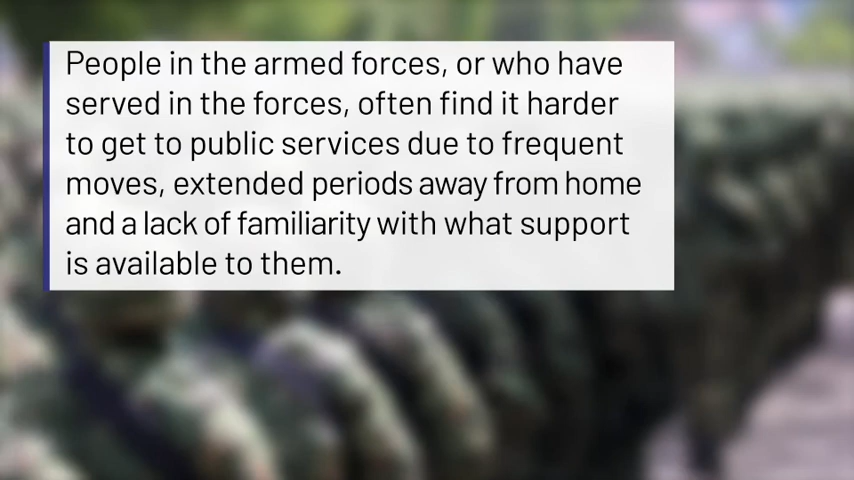 People in the armed forces, or who have
served in the forces, often find it harder
to get to public services due to frequent
moves, extended periods away from home
and a lack of familiarity with what support
is available to them.